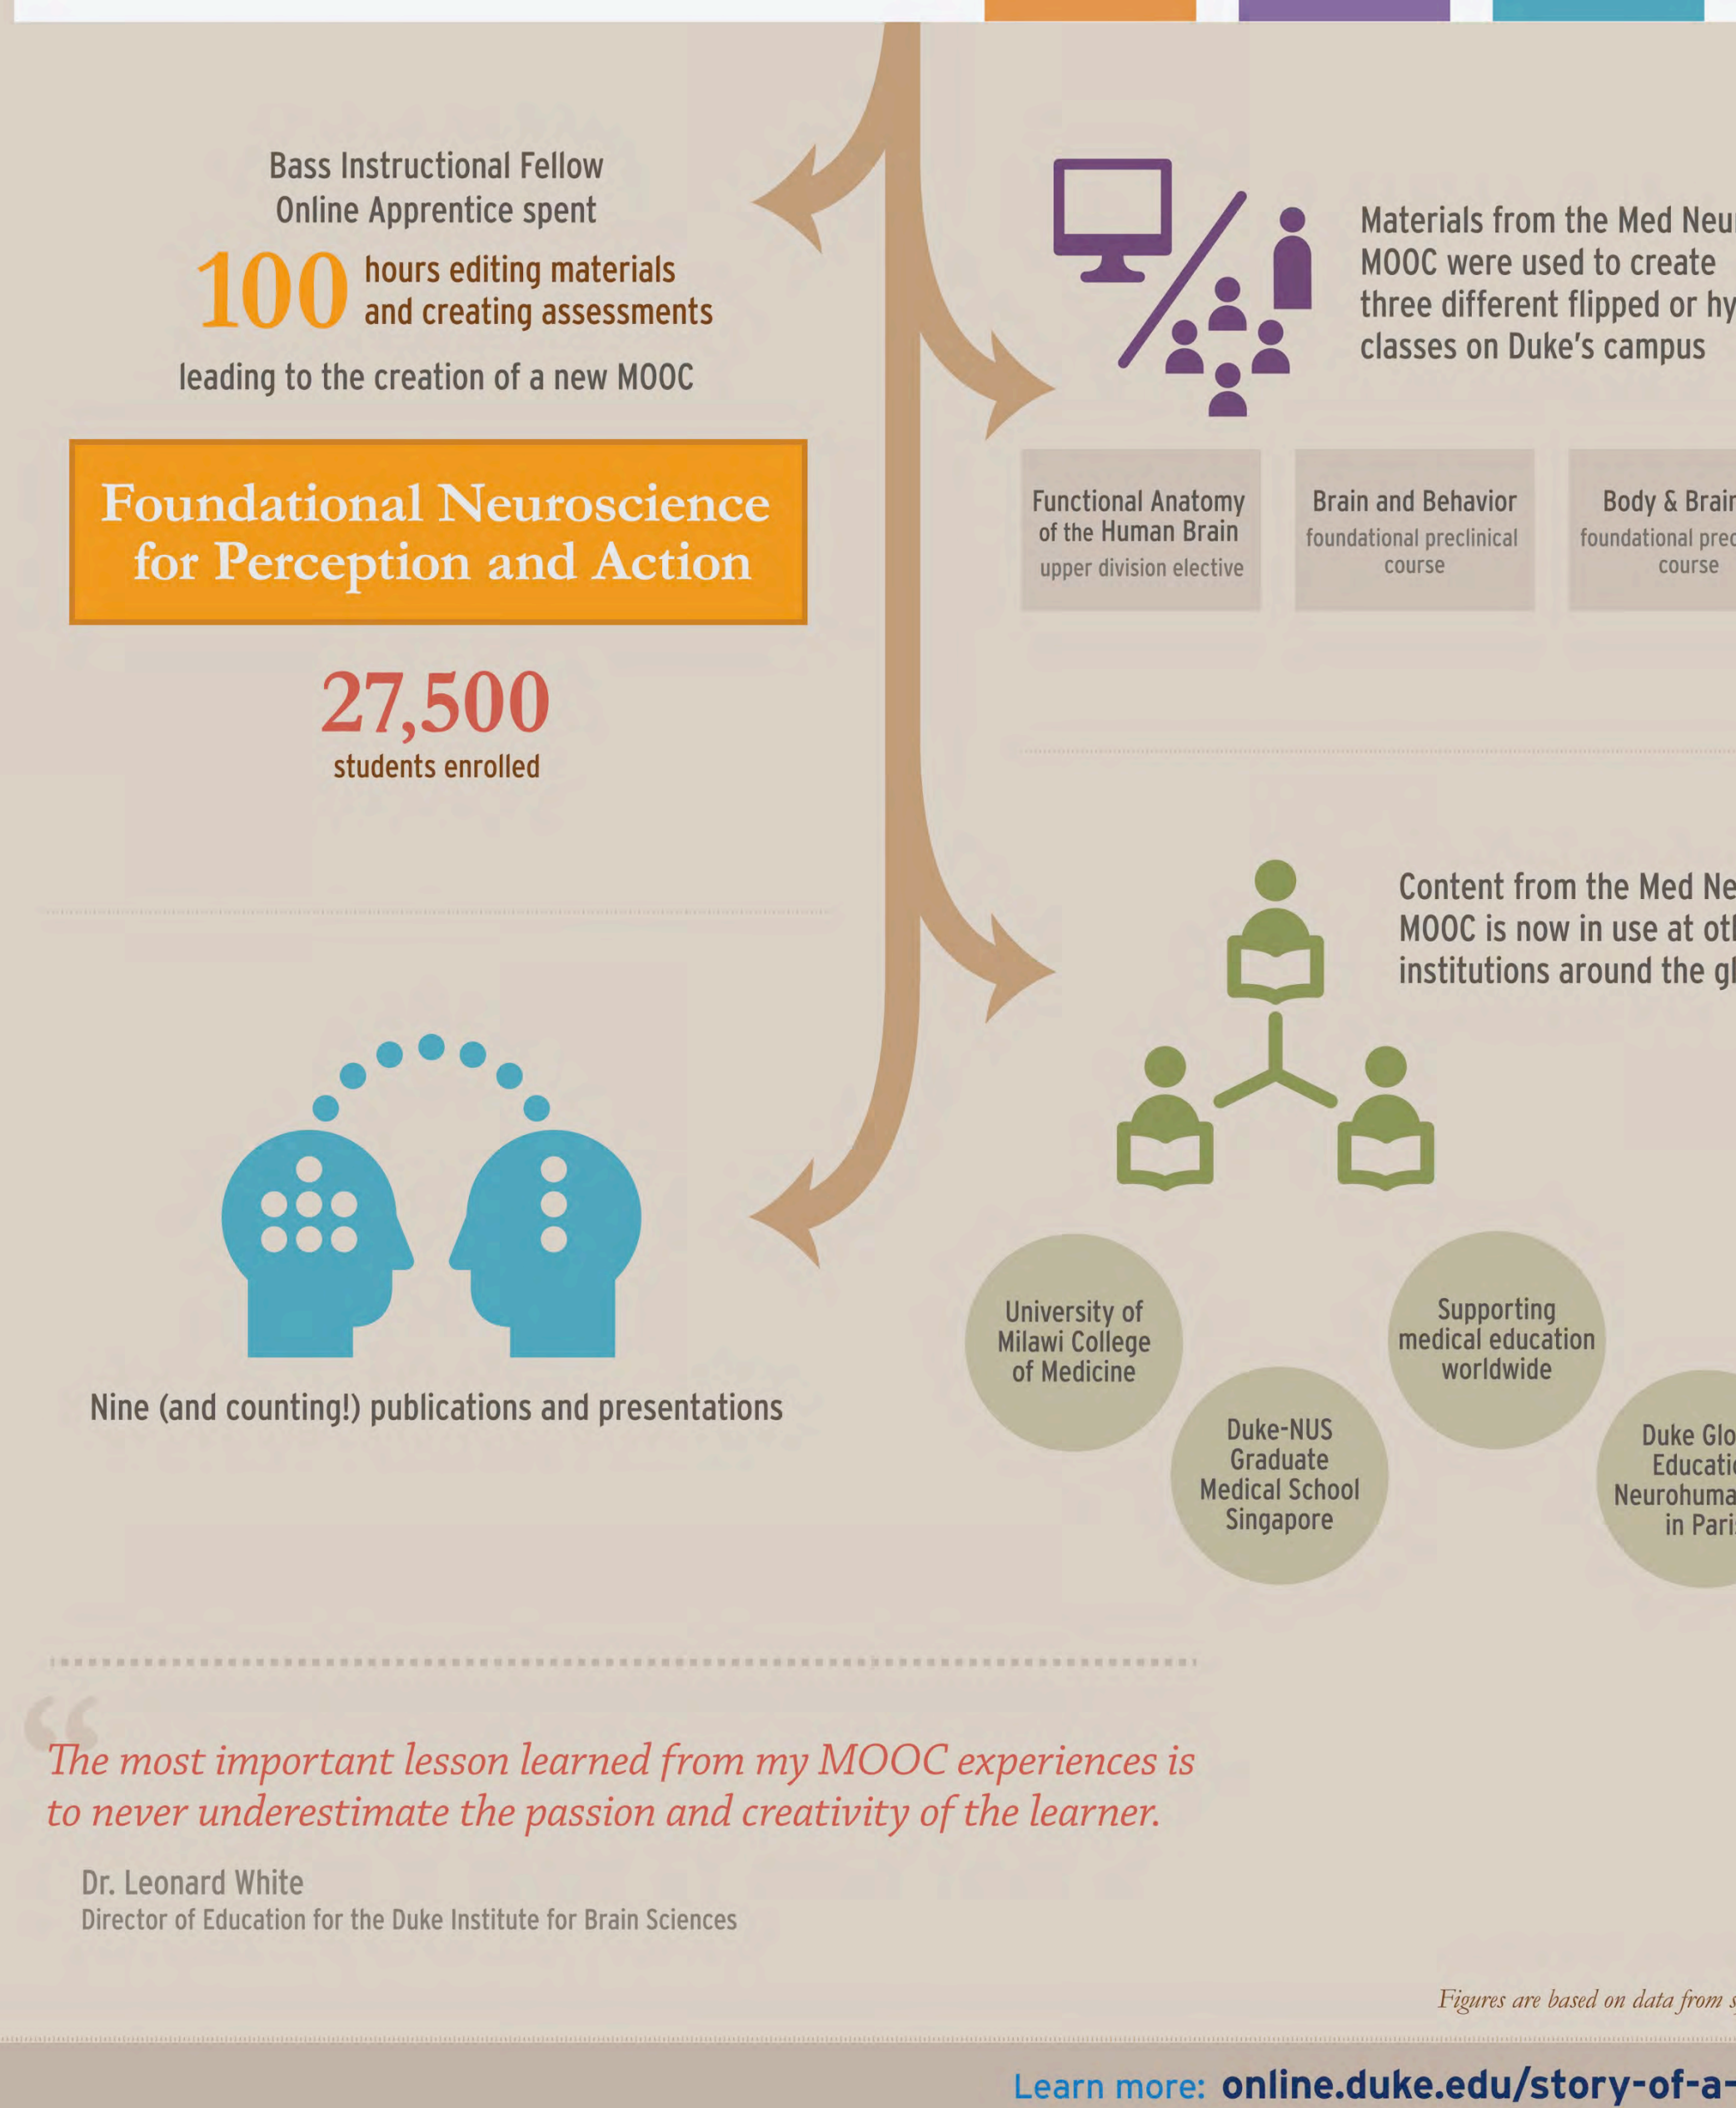 Bass Instructional Fellow
Online Apprentice spent
100 hours editing materials
and creating assessments
leading to the creation of a new MOOC
Foundational Neuroscience
for Perception and Action
27,500
students enrolled
Nine (and counting!) publications and presentations
Materials from the Med
MOOC were used to create
three different flipped or
classes on Duke's campus
Functional Anatomy
of the Human Brain
upper division elective
Brain and Behavior
foundational preclinical
course
Body &
foundational
course
Content from the Med
MOOC is now in use at
institutions around the
University of
Milawi College
of Medicine
Duke-NUS
Graduate
Medical School
Singapore
Supporting
medical education
worldwide
Duke
in
“
The most important lesson learned from my MOOC experiences is
to never underestimate the passion and creativity of the learner.
Dr. Leonard White
Director of Education for the Duke Institute for Brain Sciences
Figures are based on data from
Learn more: online.duke.edu/story-of-a-